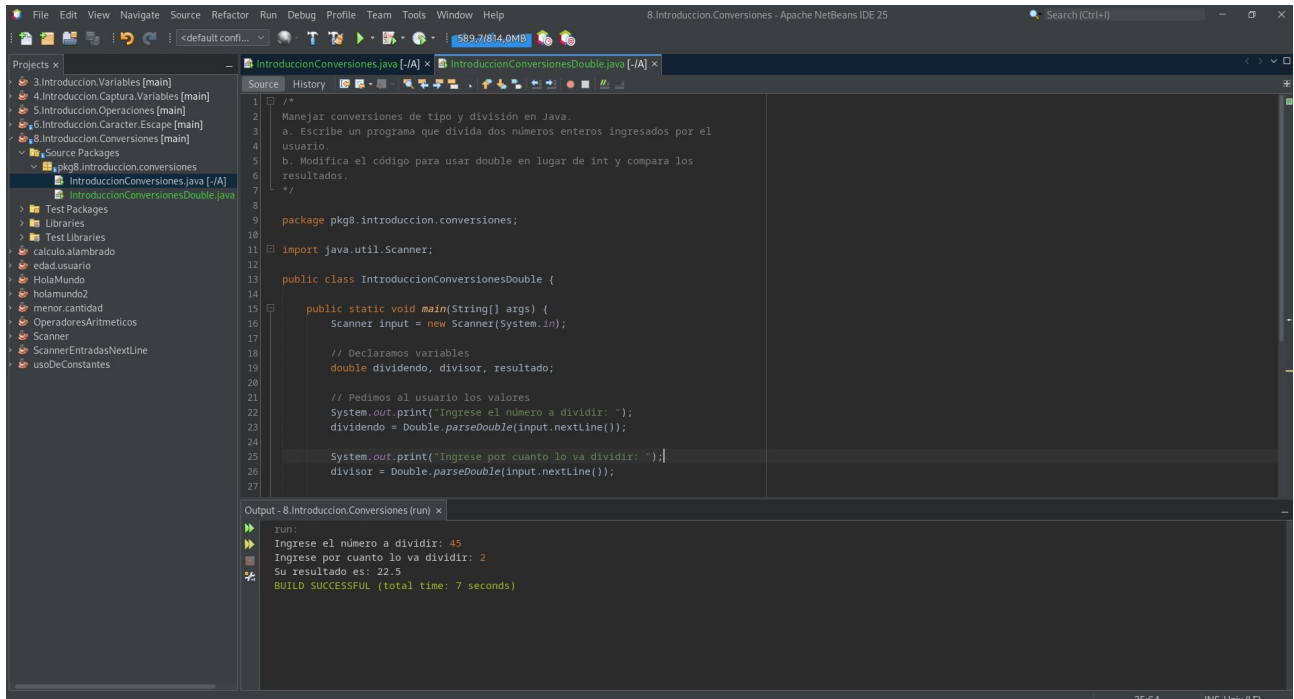 File Edit View Navigate Source Refactor Run Debug Profile Team Tools Window Help
8.Introduccion.Conversiones - Apache NetBeans IDE 25
Search (Ctrl+I)
<default confi...
589,7/814,0MB
Projects
3.Introduccion.Variables [main]
4.Introduccion.Captura.Variables [main]
5.Introduccion.Operaciones [main]
6.Introduccion.Caracter.Escape [main]
8.Introduccion.Conversiones [main]
Source Packages
pkg8.introduccion.conversiones
IntroduccionConversiones.java [-/A]
IntroduccionConversionesDouble.java
Test Packages
Libraries
Test Libraries
calculo.alambrado
edad.usuario
HolaMundo
holamundo2
menor.cantidad
OperadoresAritmeticos
Scanner
ScannerEntradasNextLine
usoDeConstantes
IntroduccionConversiones.java [-/A]
IntroduccionConversionesDouble.java [-/A]
Source History
1 /*
2 Manejar conversiones de tipo y división en Java.
3 a. Escribe un programa que divida dos números enteros ingresados por el
4 usuario.
5 b. Modifica el código para usar double en lugar de int y compara los
6 resultados.
7 */
8
9 package pkg8.introduccion.conversiones;
10
11 import java.util.Scanner;
12
13 public class IntroduccionConversionesDouble {
14
15 public static void main(String[] args) {
16 Scanner input = new Scanner(System.in);
17
18 // Declaramos variables
19 double dividendo, divisor, resultado;
20
21 // Pedimos al usuario los valores
22 System.out.print("Ingrese el número a dividir: ");
23 dividendo = Double.parseDouble(input.nextLine());
24
25 System.out.print("Ingrese por cuanto lo va dividir: ");
26 divisor = Double.parseDouble(input.nextLine());
27
Output - 8.Introduccion.Conversiones (run)
run:
Ingrese el número a dividir: 45
Ingrese por cuanto lo va dividir: 2
Su resultado es: 22.5
BUILD SUCCESSFUL (total time: 7 seconds)